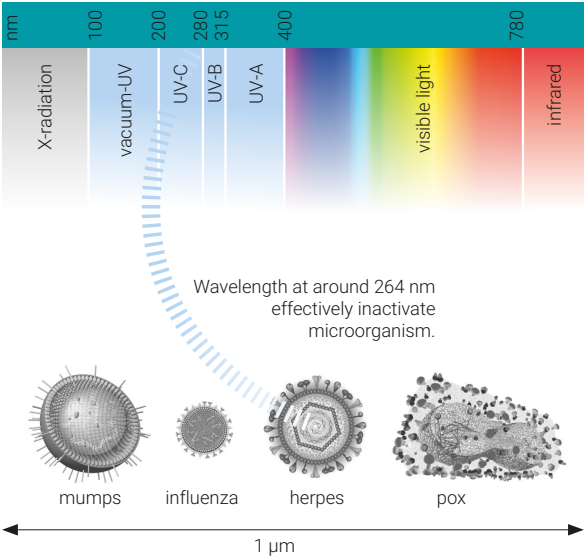 nm 100 200 280 315 400 780
X-radiation vacuum-UV UV-C UV-B UV-A visible light infrared
Wavelength at around 264 nm
effectively inactivate
microorganism.
mumps influenza herpes pox
1 µm